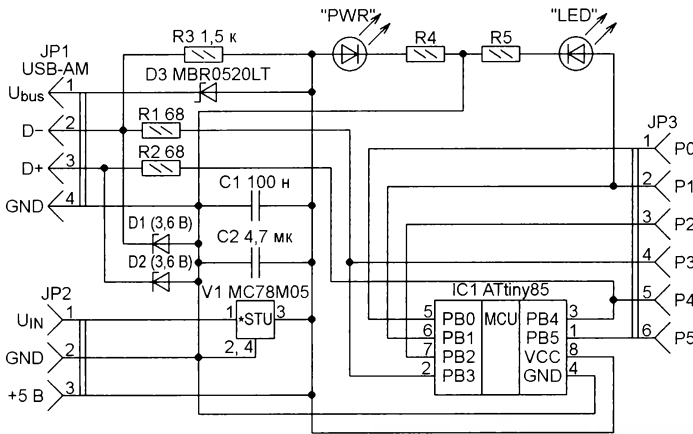 "PWR"
"LED"
JP1
USB-AM
R3 1,5 к
R4
R5
D3 MBR0520LT
Ubus
1
D−
2
R1 68
D+
3
R2 68
GND
4
C1 100 н
D1 (3,6 В)
C2 4,7 мк
D2 (3,6 В)
JP3
1
P0
2
P1
3
P2
4
P3
5
P4
6
P5
JP2
V1 MC78M05
UIN
1
1
*STU
3
GND
2
2, 4
+5 В
3
IC1 ATtiny85
5
PB0
MCU
PB4
3
6
PB1
PB5
1
7
PB2
VCC
8
2
PB3
GND
4